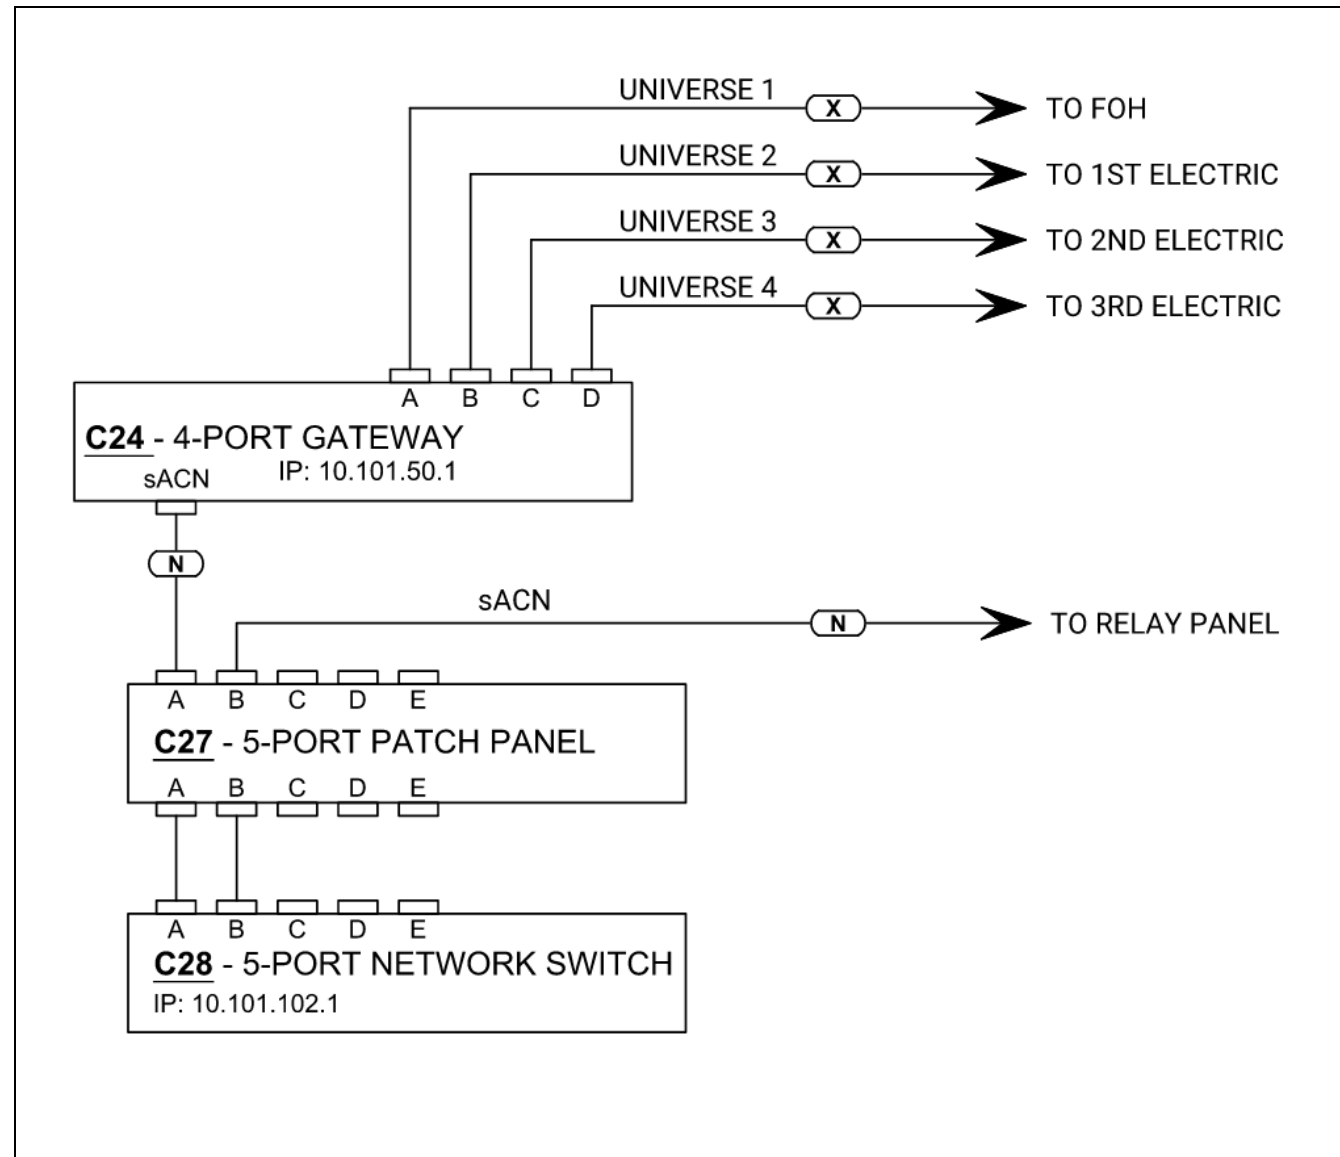 UNIVERSE 1
X
TO FOH
UNIVERSE 2
X
TO 1ST ELECTRIC
UNIVERSE 3
X
TO 2ND ELECTRIC
UNIVERSE 4
X
TO 3RD ELECTRIC
A B C D
C24 - 4-PORT GATEWAY
sACN
IP: 10.101.50.1
N
sACN
N
TO RELAY PANEL
A B C D E
C27 - 5-PORT PATCH PANEL
A B C D E
A B C D E
C28 - 5-PORT NETWORK SWITCH
IP: 10.101.102.1